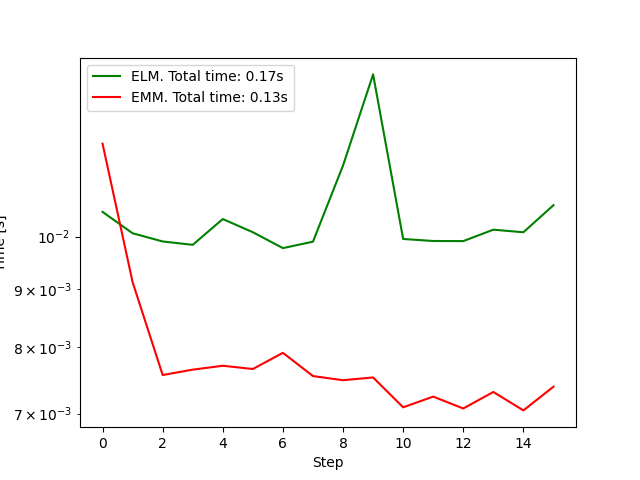 ELM. Total time: 0.17s
EMM. Total time: 0.13s
Time [s]
10⁻²
9 × 10⁻³
8 × 10⁻³
7 × 10⁻³
0 2 4 6 8 10 12 14
Step